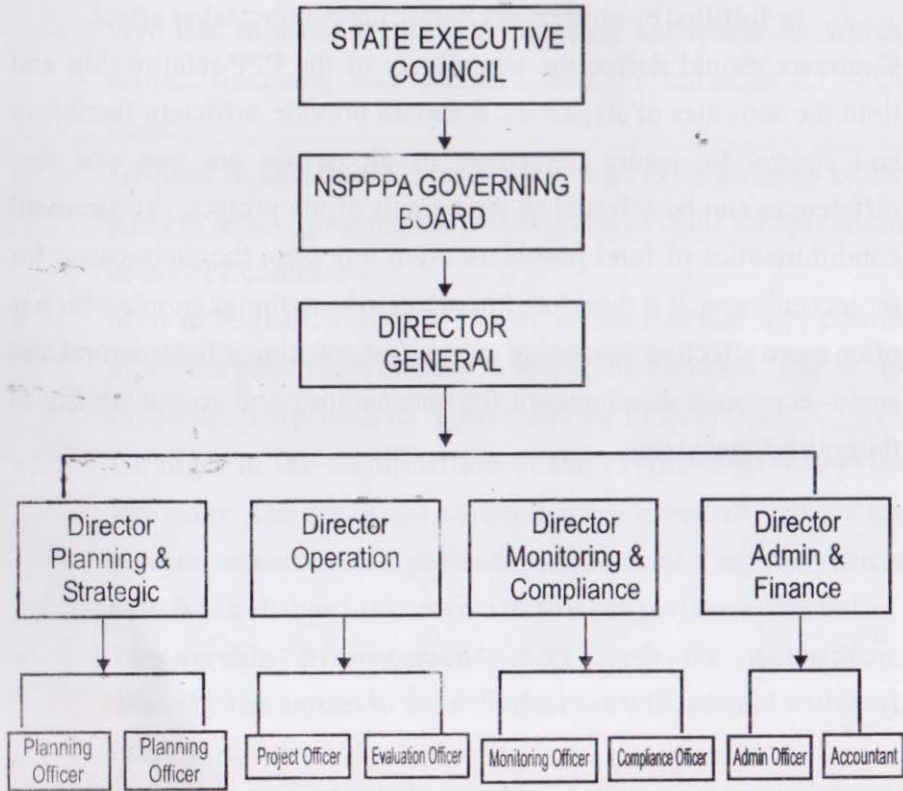 STATE EXECUTIVE
COUNCIL
NSPPPA GOVERNING
BOARD
DIRECTOR
GENERAL
Director
Planning &
Strategic
Director
Operation
Director
Monitoring &
Compliance
Director
Admin &
Finance
Planning
Officer
Planning
Officer
Project Officer
Evaluation Officer
Monitoring Officer
Compliance Officer
Admin Officer
Accountant